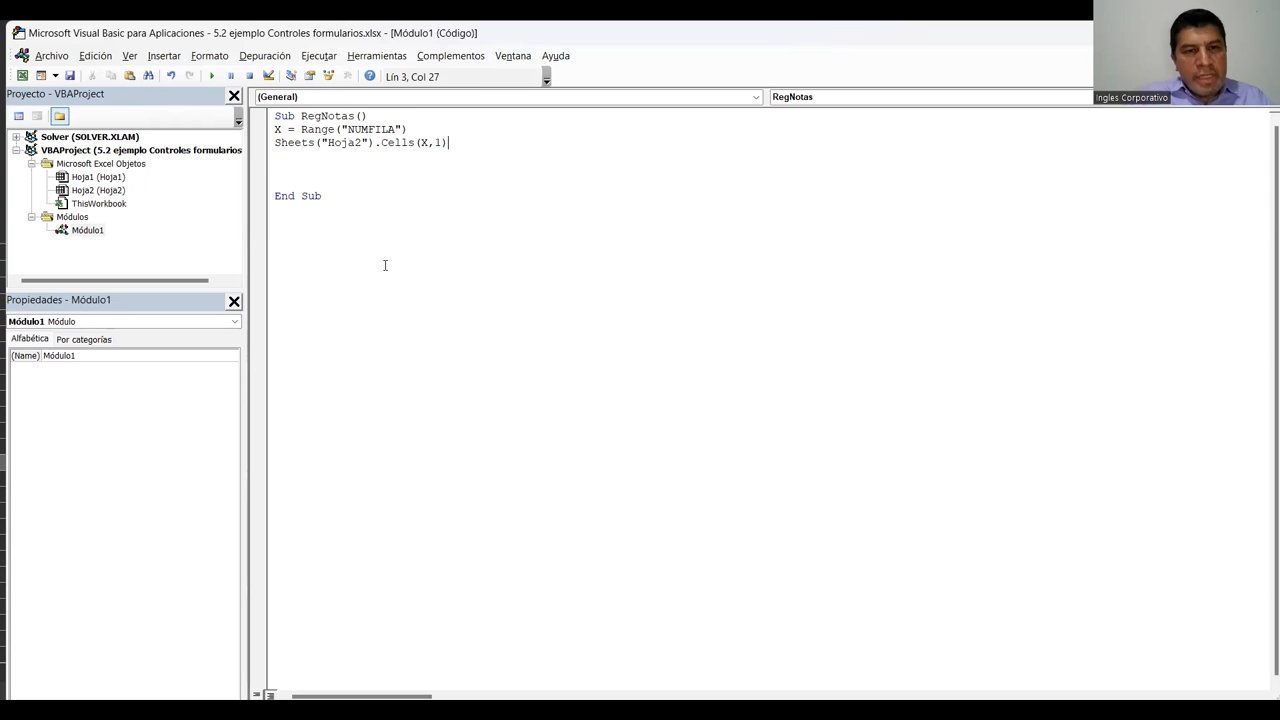 Microsoft Visual Basic para Aplicaciones - 5.2 ejemplo Controles formularios.xlsx - [Módulo1 (Código)]
Archivo Edición Ver Insertar Formato Depuración Ejecutar Herramientas Complementos Ventana Ayuda
Lín 3, Col 27
Ingles Corporativo
Proyecto - VBAProject
Solver (SOLVER.XLAM)
VBAProject (5.2 ejemplo Controles formularios
Microsoft Excel Objetos
Hoja1 (Hoja1)
Hoja2 (Hoja2)
ThisWorkbook
Módulos
Módulo1
Propiedades - Módulo1
Módulo1 Módulo
Alfabética Por categorías
(Name) Módulo1
(General) RegNotas
Sub RegNotas()
X = Range("NUMFILA")
Sheets("Hoja2").Cells(X,1)
End Sub